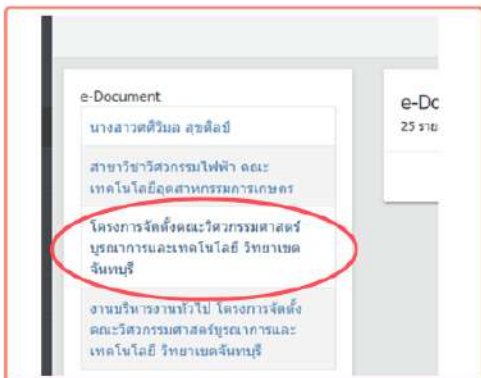 e-Document
นางสาวศศิวิมล สุขศิลป์
สาขาวิชาวิศวกรรมไฟฟ้า คณะ
เทคโนโลยีอุตสาหกรรมการเกษตร
โครงการจัดตั้งคณะวิศวกรรมศาสตร์
บูรณาการและเทคโนโลยี วิทยาเขต
จันทบุรี
งานบริหารงานทั่วไป โครงการจัดตั้ง
คณะวิศวกรรมศาสตร์บูรณาการและ
เทคโนโลยี วิทยาเขตจันทบุรี
e-Do
25 ราย